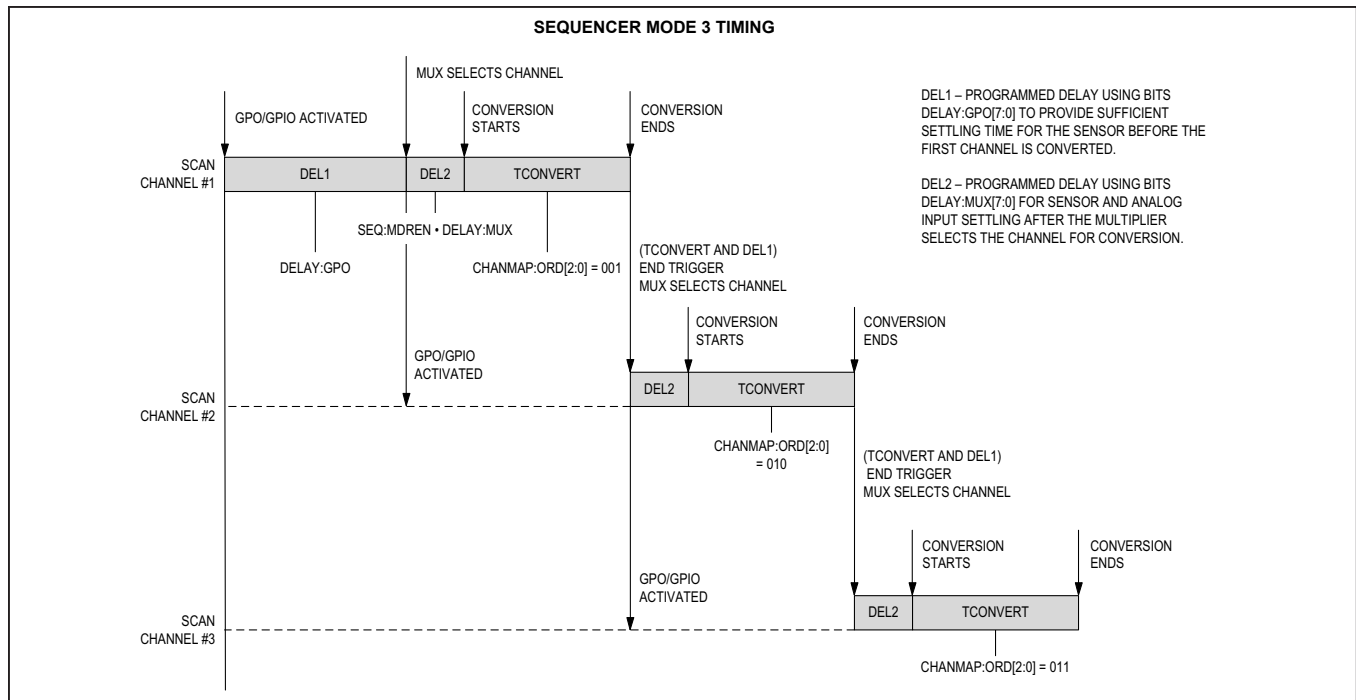 SEQUENCER MODE 3 TIMING
MUX SELECTS CHANNEL
GPO/GPIO ACTIVATED
CONVERSION
STARTS
CONVERSION
ENDS
DEL1 – PROGRAMMED DELAY USING BITS
DELAY:GPO[7:0] TO PROVIDE SUFFICIENT
SETTLING TIME FOR THE SENSOR BEFORE THE
FIRST CHANNEL IS CONVERTED.
DEL2 – PROGRAMMED DELAY USING BITS
DELAY:MUX[7:0] FOR SENSOR AND ANALOG
INPUT SETTLING AFTER THE MULTIPLIER
SELECTS THE CHANNEL FOR CONVERSION.
SCAN
CHANNEL #1
DEL1
DEL2
TCONVERT
SEQ:MDREN • DELAY:MUX
DELAY:GPO
CHANMAP:ORD[2:0] = 001
(TCONVERT AND DEL1)
END TRIGGER
MUX SELECTS CHANNEL
CONVERSION
STARTS
CONVERSION
ENDS
GPO/GPIO
ACTIVATED
SCAN
CHANNEL #2
DEL2
TCONVERT
CHANMAP:ORD[2:0]
= 010
(TCONVERT AND DEL1)
END TRIGGER
MUX SELECTS CHANNEL
CONVERSION
STARTS
CONVERSION
ENDS
GPO/GPIO
ACTIVATED
SCAN
CHANNEL #3
DEL2
TCONVERT
CHANMAP:ORD[2:0] = 011